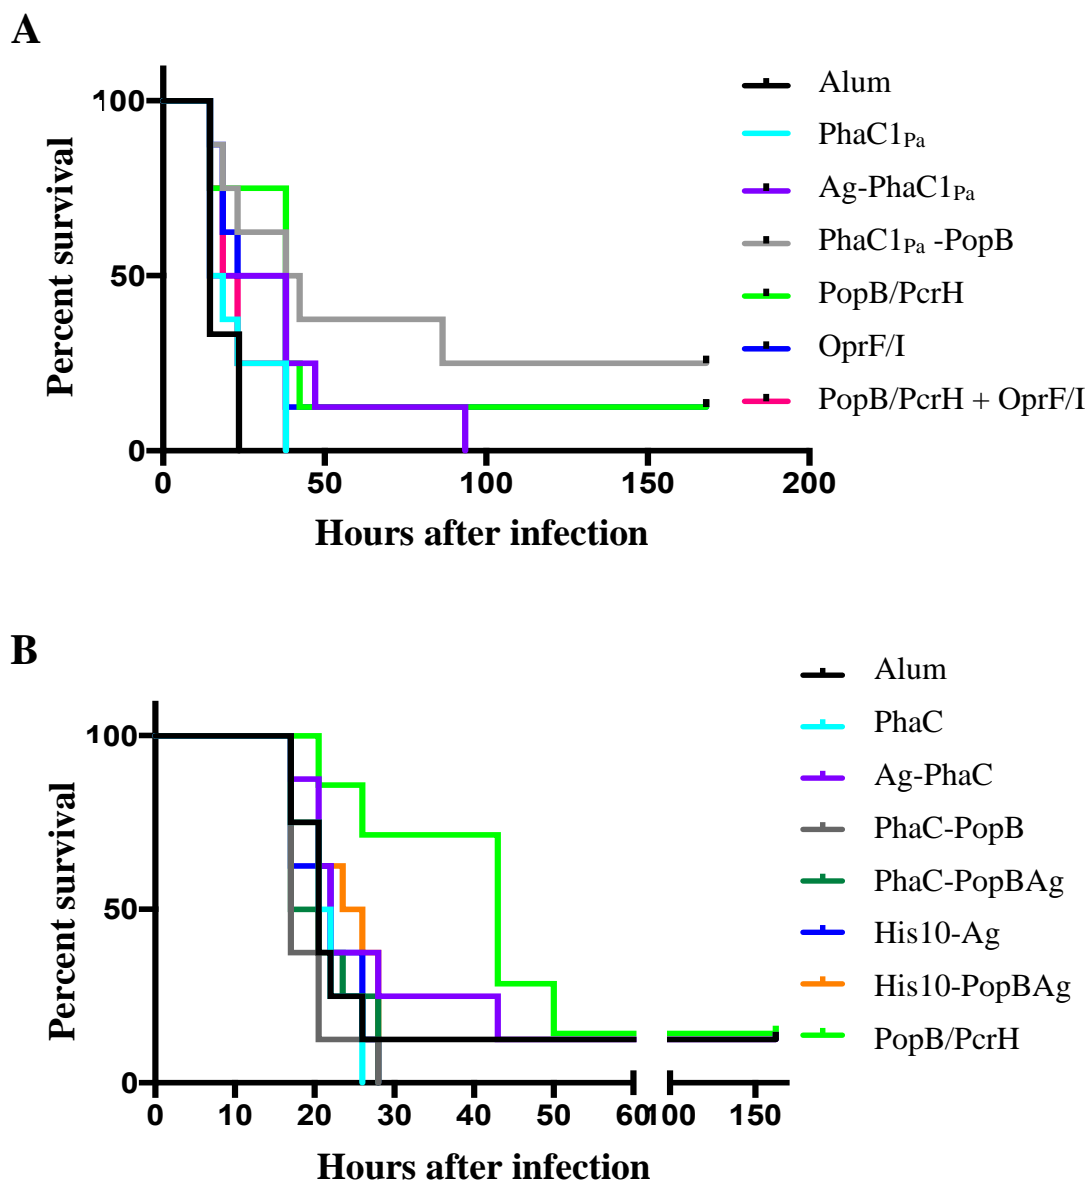 A
Percent survival
100
50
0
0 50 100 150 200
Hours after infection
Alum
PhaC1Pa
Ag-PhaC1Pa
PhaC1Pa -PopB
PopB/PcrH
OprF/I
PopB/PcrH + OprF/I
B
Percent survival
100
50
0
0 10 20 30 40 50 60 100 150
Hours after infection
Alum
PhaC
Ag-PhaC
PhaC-PopB
PhaC-PopBAg
His10-Ag
His10-PopBAg
PopB/PcrH